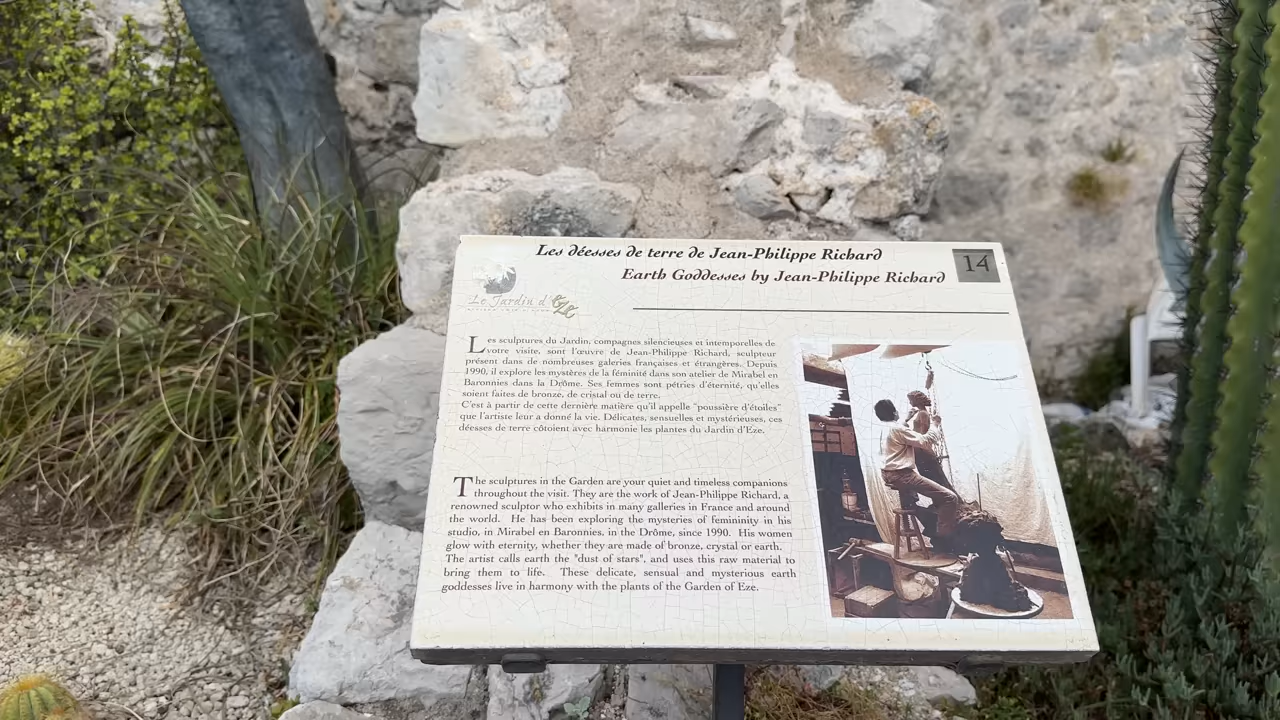 Les déesses de terre de Jean-Philippe Richard
Earth Goddesses by Jean-Philippe Richard
14
Le Jardin d'Eze
Les sculptures du Jardin, compagnes silencieuses et intemporelles de
votre visite, sont l'œuvre de Jean-Philippe Richard, sculpteur
présent dans de nombreuses galeries françaises et étrangères. Depuis
1990, il explore les mystères de la féminité dans son atelier de Mirabel en
Baronnies dans la Drôme. Ses femmes sont pétries d'éternité, qu'elles
soient faites de bronze, de cristal ou de terre.
C'est à partir de cette dernière matière qu'il appelle "poussière d'étoiles"
que l'artiste leur a donné la vie. Délicates, sensuelles et mystérieuses, ces
déesses de terre côtoient avec harmonie les plantes du Jardin d'Eze.
The sculptures in the Garden are your quiet and timeless companions
throughout the visit. They are the work of Jean-Philippe Richard, a
renowned sculptor who exhibits in many galleries in France and around
the world. He has been exploring the mysteries of femininity in his
studio, in Mirabel en Baronnies, in the Drôme, since 1990. His women
glow with eternity, whether they are made of bronze, crystal or earth.
The artist calls earth the "dust of stars", and uses this raw material to
bring them to life. These delicate, sensual and mysterious earth
goddesses live in harmony with the plants of the Garden of Eze.